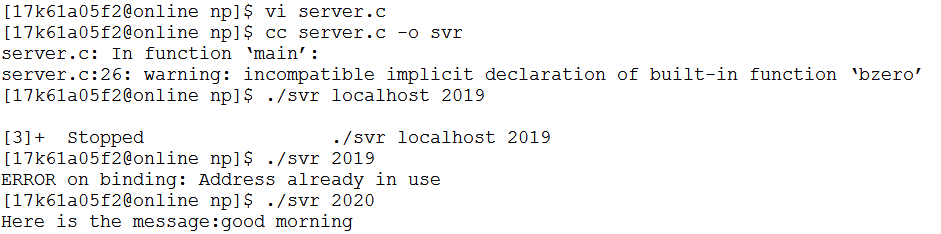 [17k61a05f2@online np]$ vi server.c
[17k61a05f2@online np]$ cc server.c -o svr
server.c: In function ‘main’:
server.c:26: warning: incompatible implicit declaration of built-in function ‘bzero’
[17k61a05f2@online np]$ ./svr localhost 2019
[3]+  Stopped                 ./svr localhost 2019
[17k61a05f2@online np]$ ./svr 2019
ERROR on binding: Address already in use
[17k61a05f2@online np]$ ./svr 2020
Here is the message:good morning